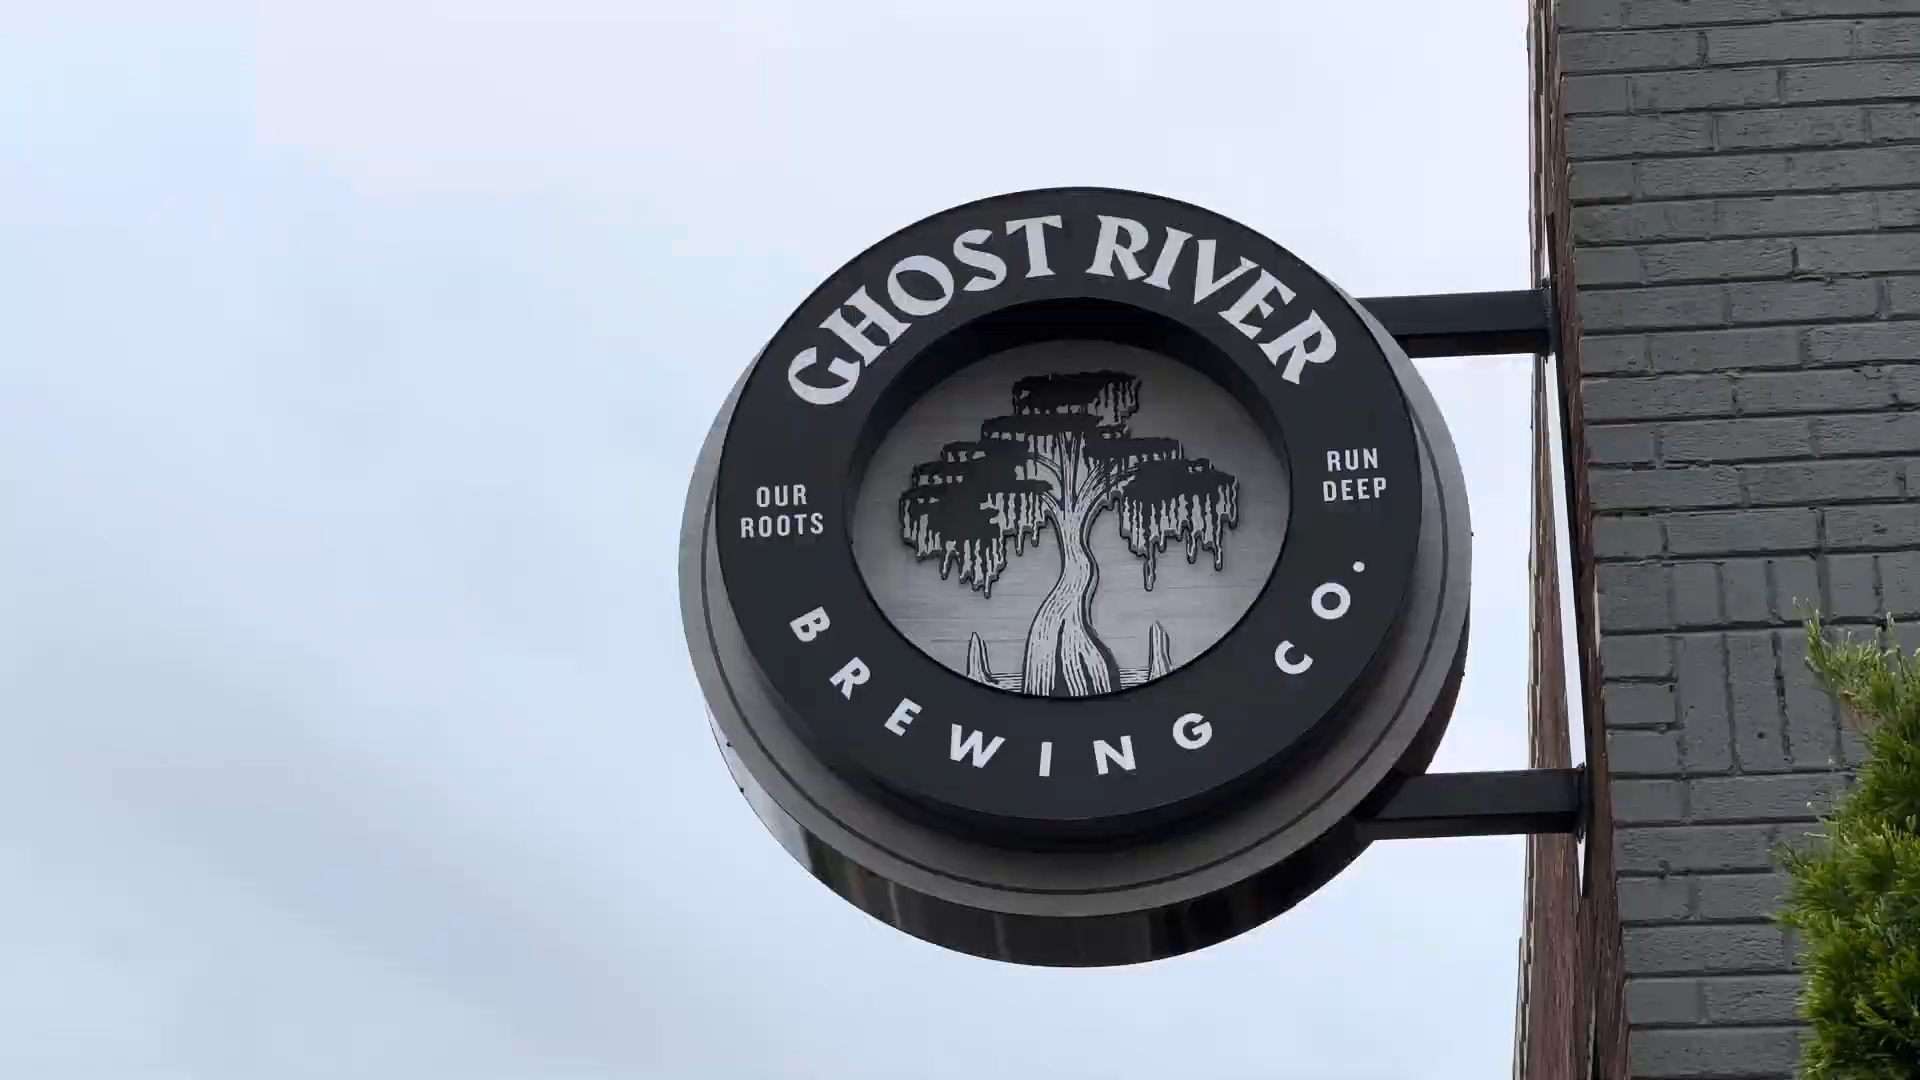 GHOST RIVER
OUR
ROOTS
RUN
DEEP
BREWING CO.